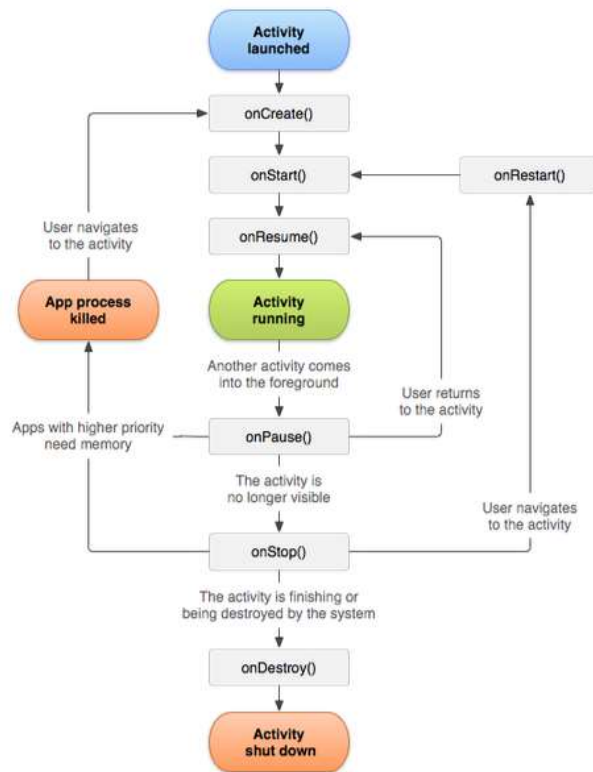 Activity
launched
onCreate()
onStart()
onRestart()
User navigates
to the activity
onResume()
App process
killed
Activity
running
Another activity comes
into the foreground
User returns
to the activity
Apps with higher priority
need memory
onPause()
The activity is
no longer visible
User navigates
to the activity
onStop()
The activity is finishing or
being destroyed by the system
onDestroy()
Activity
shut down